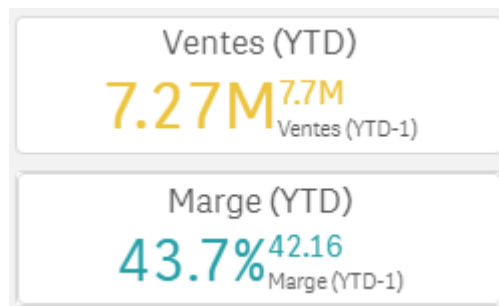 Ventes (YTD)
7.27M 7.7M
Ventes (YTD-1)
Marge (YTD)
43.7% 42.16
Marge (YTD-1)